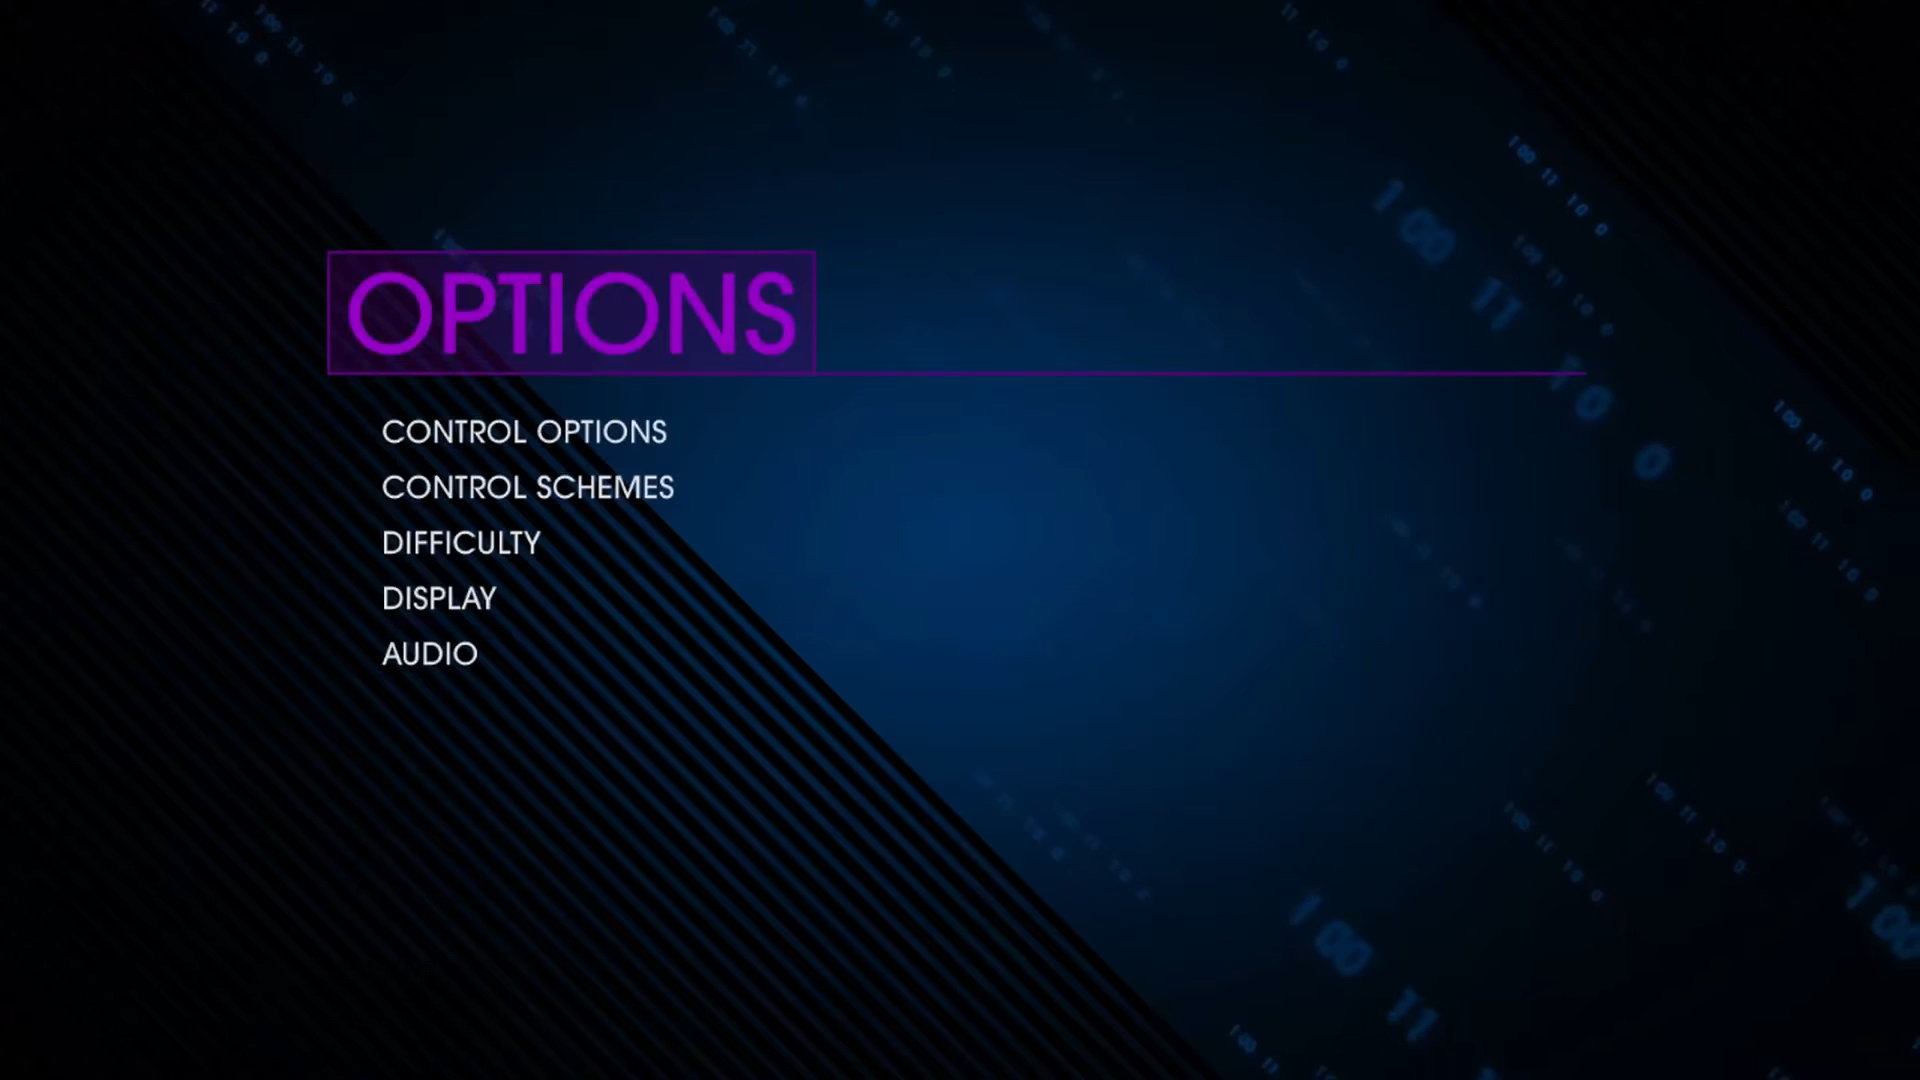 OPTIONS
CONTROL OPTIONS
CONTROL SCHEMES
DIFFICULTY
DISPLAY
AUDIO